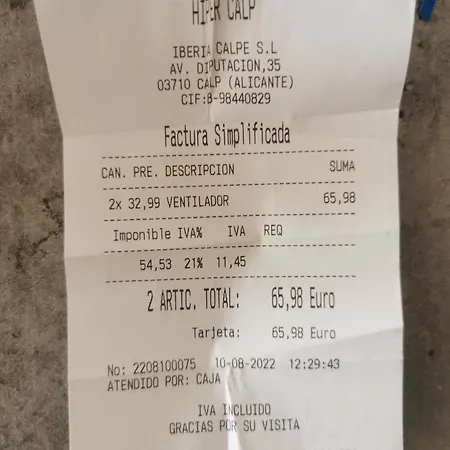 HIPER CALP
IBERIA CALPE S.L
AV. DIPUTACION,35
03710 CALP (ALICANTE)
CIF:B-98440829
Factura Simplificada
CAN. PRE. DESCRIPCION SUMA
2x 32,99 VENTILADOR 65,98
Imponible IVA% IVA REQ
54,53 21% 11,45
2 ARTIC. TOTAL: 65,98 Euro
Tarjeta: 65,98 Euro
No: 2208100075 10-08-2022 12:29:43
ATENDIDO POR: CAJA
IVA INCLUIDO
GRACIAS POR SU VISITA